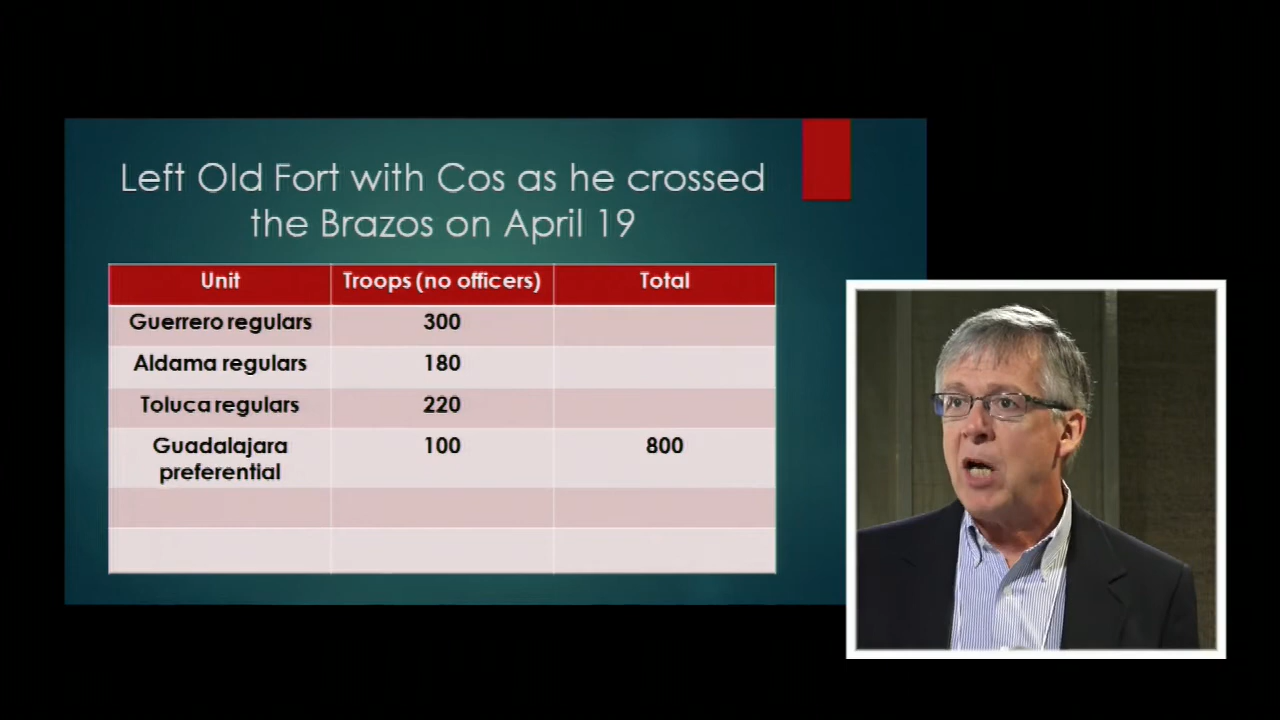 Left Old Fort with Cos as he crossed
the Brazos on April 19
Unit Troops (no officers) Total
Guerrero regulars 300
Aldama regulars 180
Toluca regulars 220
Guadalajara 100 800
preferential